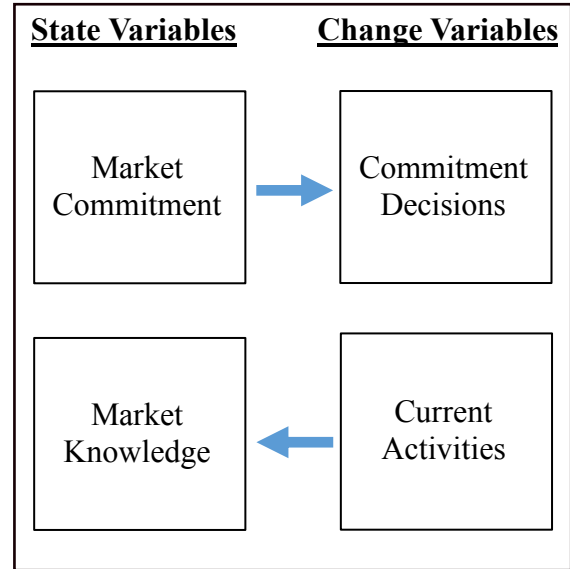 State Variables
Change Variables
Market
Commitment
Commitment
Decisions
Market
Knowledge
Current
Activities